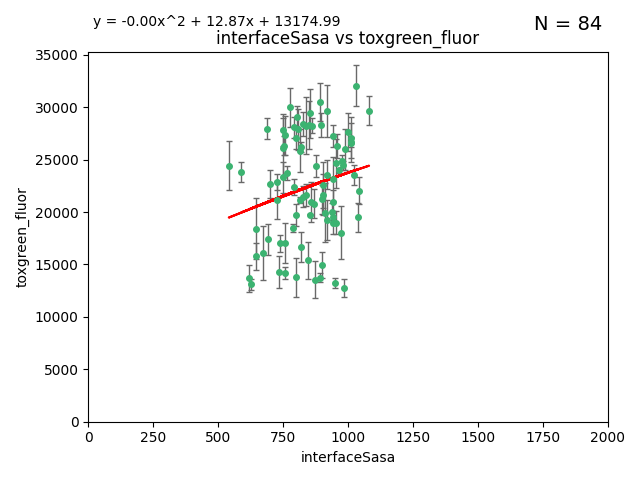 y = -0.00x^2 + 12.87x + 13174.99
N = 84
interfaceSasa vs toxgreen_fluor
35000
30000
25000
20000
15000
10000
5000
0
toxgreen_fluor
0 250 500 750 1000 1250 1500 1750 2000
interfaceSasa